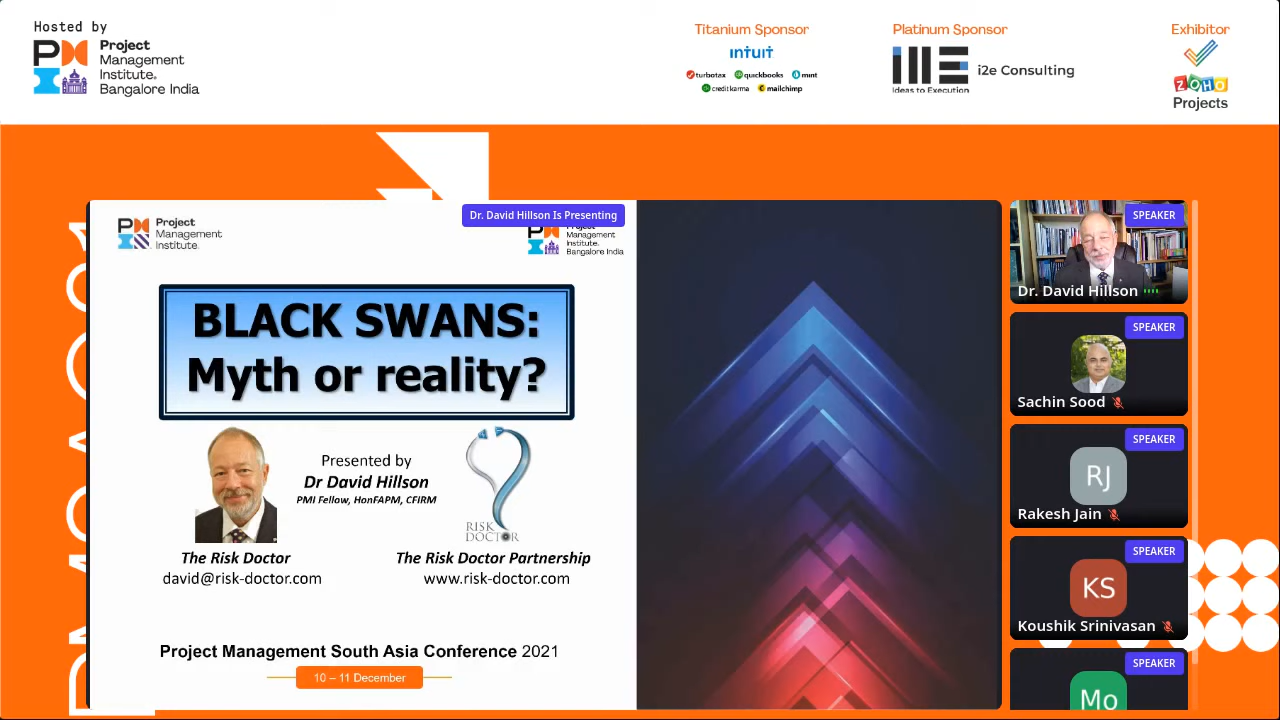 Hosted by
Project
Management
Institute.
Bangalore India
Titanium Sponsor
intuit
turbotax quickbooks mint
creditkarma mailchimp
Platinum Sponsor
i2e Consulting
Ideas to Execution
Exhibitor
ZOHO
Projects
Dr. David Hillson Is Presenting
Project
Management
Institute.
Project
Management
Institute.
Bangalore India
BLACK SWANS:
Myth or reality?
Presented by
Dr David Hillson
PMI Fellow, HonFAPM, CFIRM
RISK
DOCTOR
The Risk Doctor
david@risk-doctor.com
The Risk Doctor Partnership
www.risk-doctor.com
Project Management South Asia Conference 2021
10 – 11 December
SPEAKER
Dr. David Hillson
SPEAKER
Sachin Sood
SPEAKER
RJ
Rakesh Jain
SPEAKER
KS
Koushik Srinivasan
SPEAKER
Mo